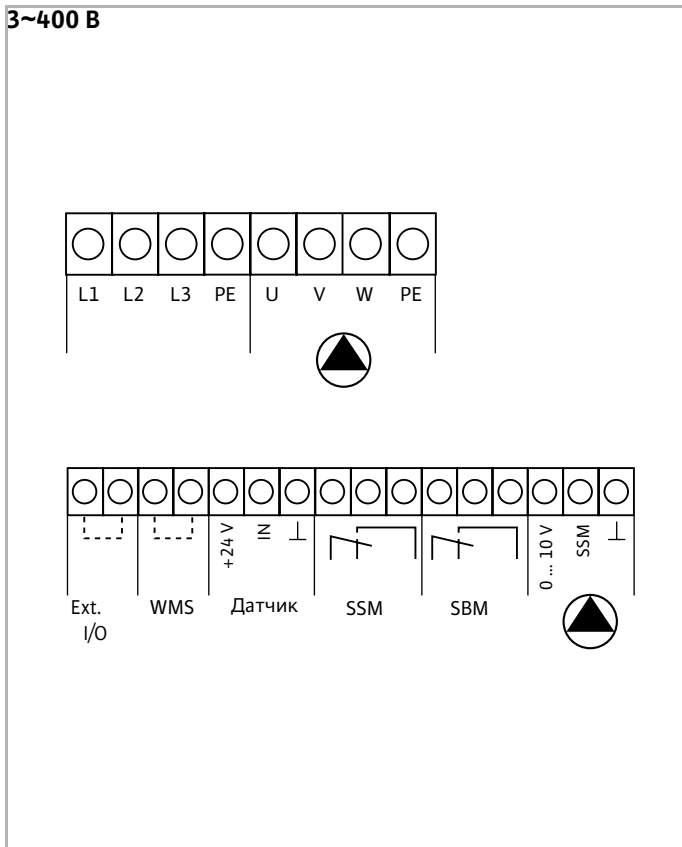 3~400 В
L1 L2 L3 PE U V W PE
+24 V IN ⊥ 0 ... 10 V SSM ⊥
Ext. I/O WMS Датчик SSM SBM